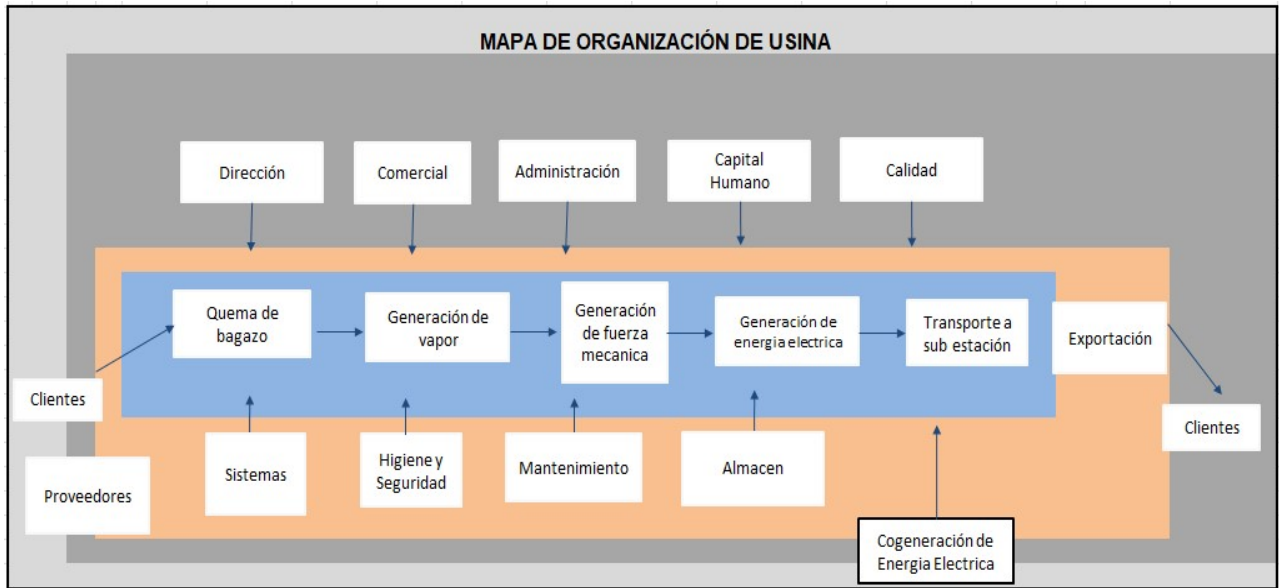 MAPA DE ORGANIZACIÓN DE USINA
Dirección
Comercial
Administración
Capital
Humano
Calidad
Quema de
bagazo
Generación de
vapor
Generación
de fuerza
mecanica
Generación de
energia electrica
Transporte a
sub estación
Exportación
Clientes
Clientes
Proveedores
Sistemas
Higiene y
Seguridad
Mantenimiento
Almacen
Cogeneración de
Energia Electrica